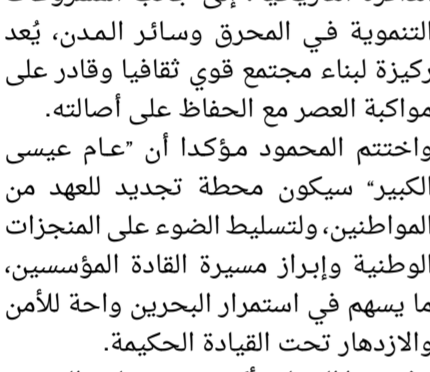 التنموية في المحرق وسائر المدن، يُعد
ركيزة لبناء مجتمع قوي ثقافيا وقادر على
مواكبة العصر مع الحفاظ على أصالته.
واختتم المحمود مؤكدا أن ”عام عيسى
الكبير“ سيكون محطة تجديد للعهد من
المواطنين، ولتسليط الضوء على المنجزات
الوطنية وإبراز مسيرة القادة المؤسسين،
ما يسهم في استمرار البحرين واحة للأمن
والازدهار تحت القيادة الحكيمة.